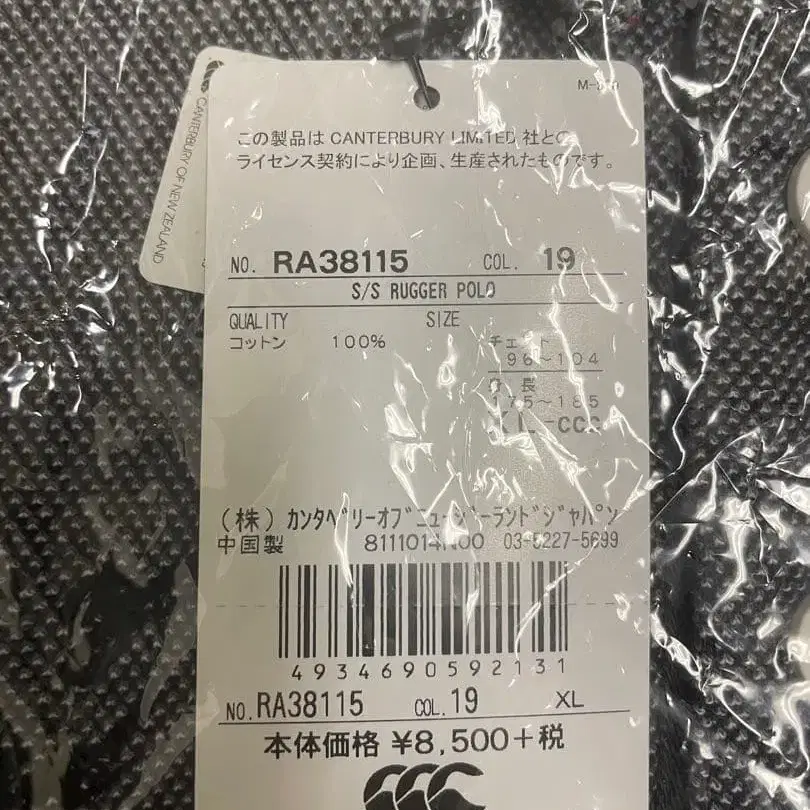 CANTERBURY OF NEW ZEALAND
この製品は CANTERBURY LIMITED 社との
ライセンス契約により企画、生産されたものです。
NO. RA38115 COL. 19
S/S RUGGER POLO
QUALITY SIZE
コットン 100% チェスト
96~104
身長
175~185
XL-CCC
(株) カンタベリーオブニュージーランドジャパン
中国製 8111014N00 03-5227-5699
4934690592131
NO. RA38115 COL. 19 XL
本体価格 ¥8,500+税